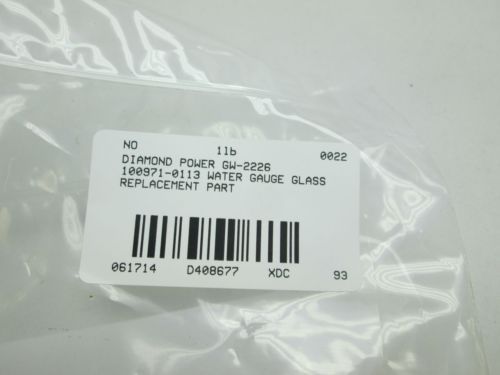 NO 1lb 0022
DIAMOND POWER GW-2226
100971-0113 WATER GAUGE GLASS
REPLACEMENT PART
061714 D408677 XDC 93